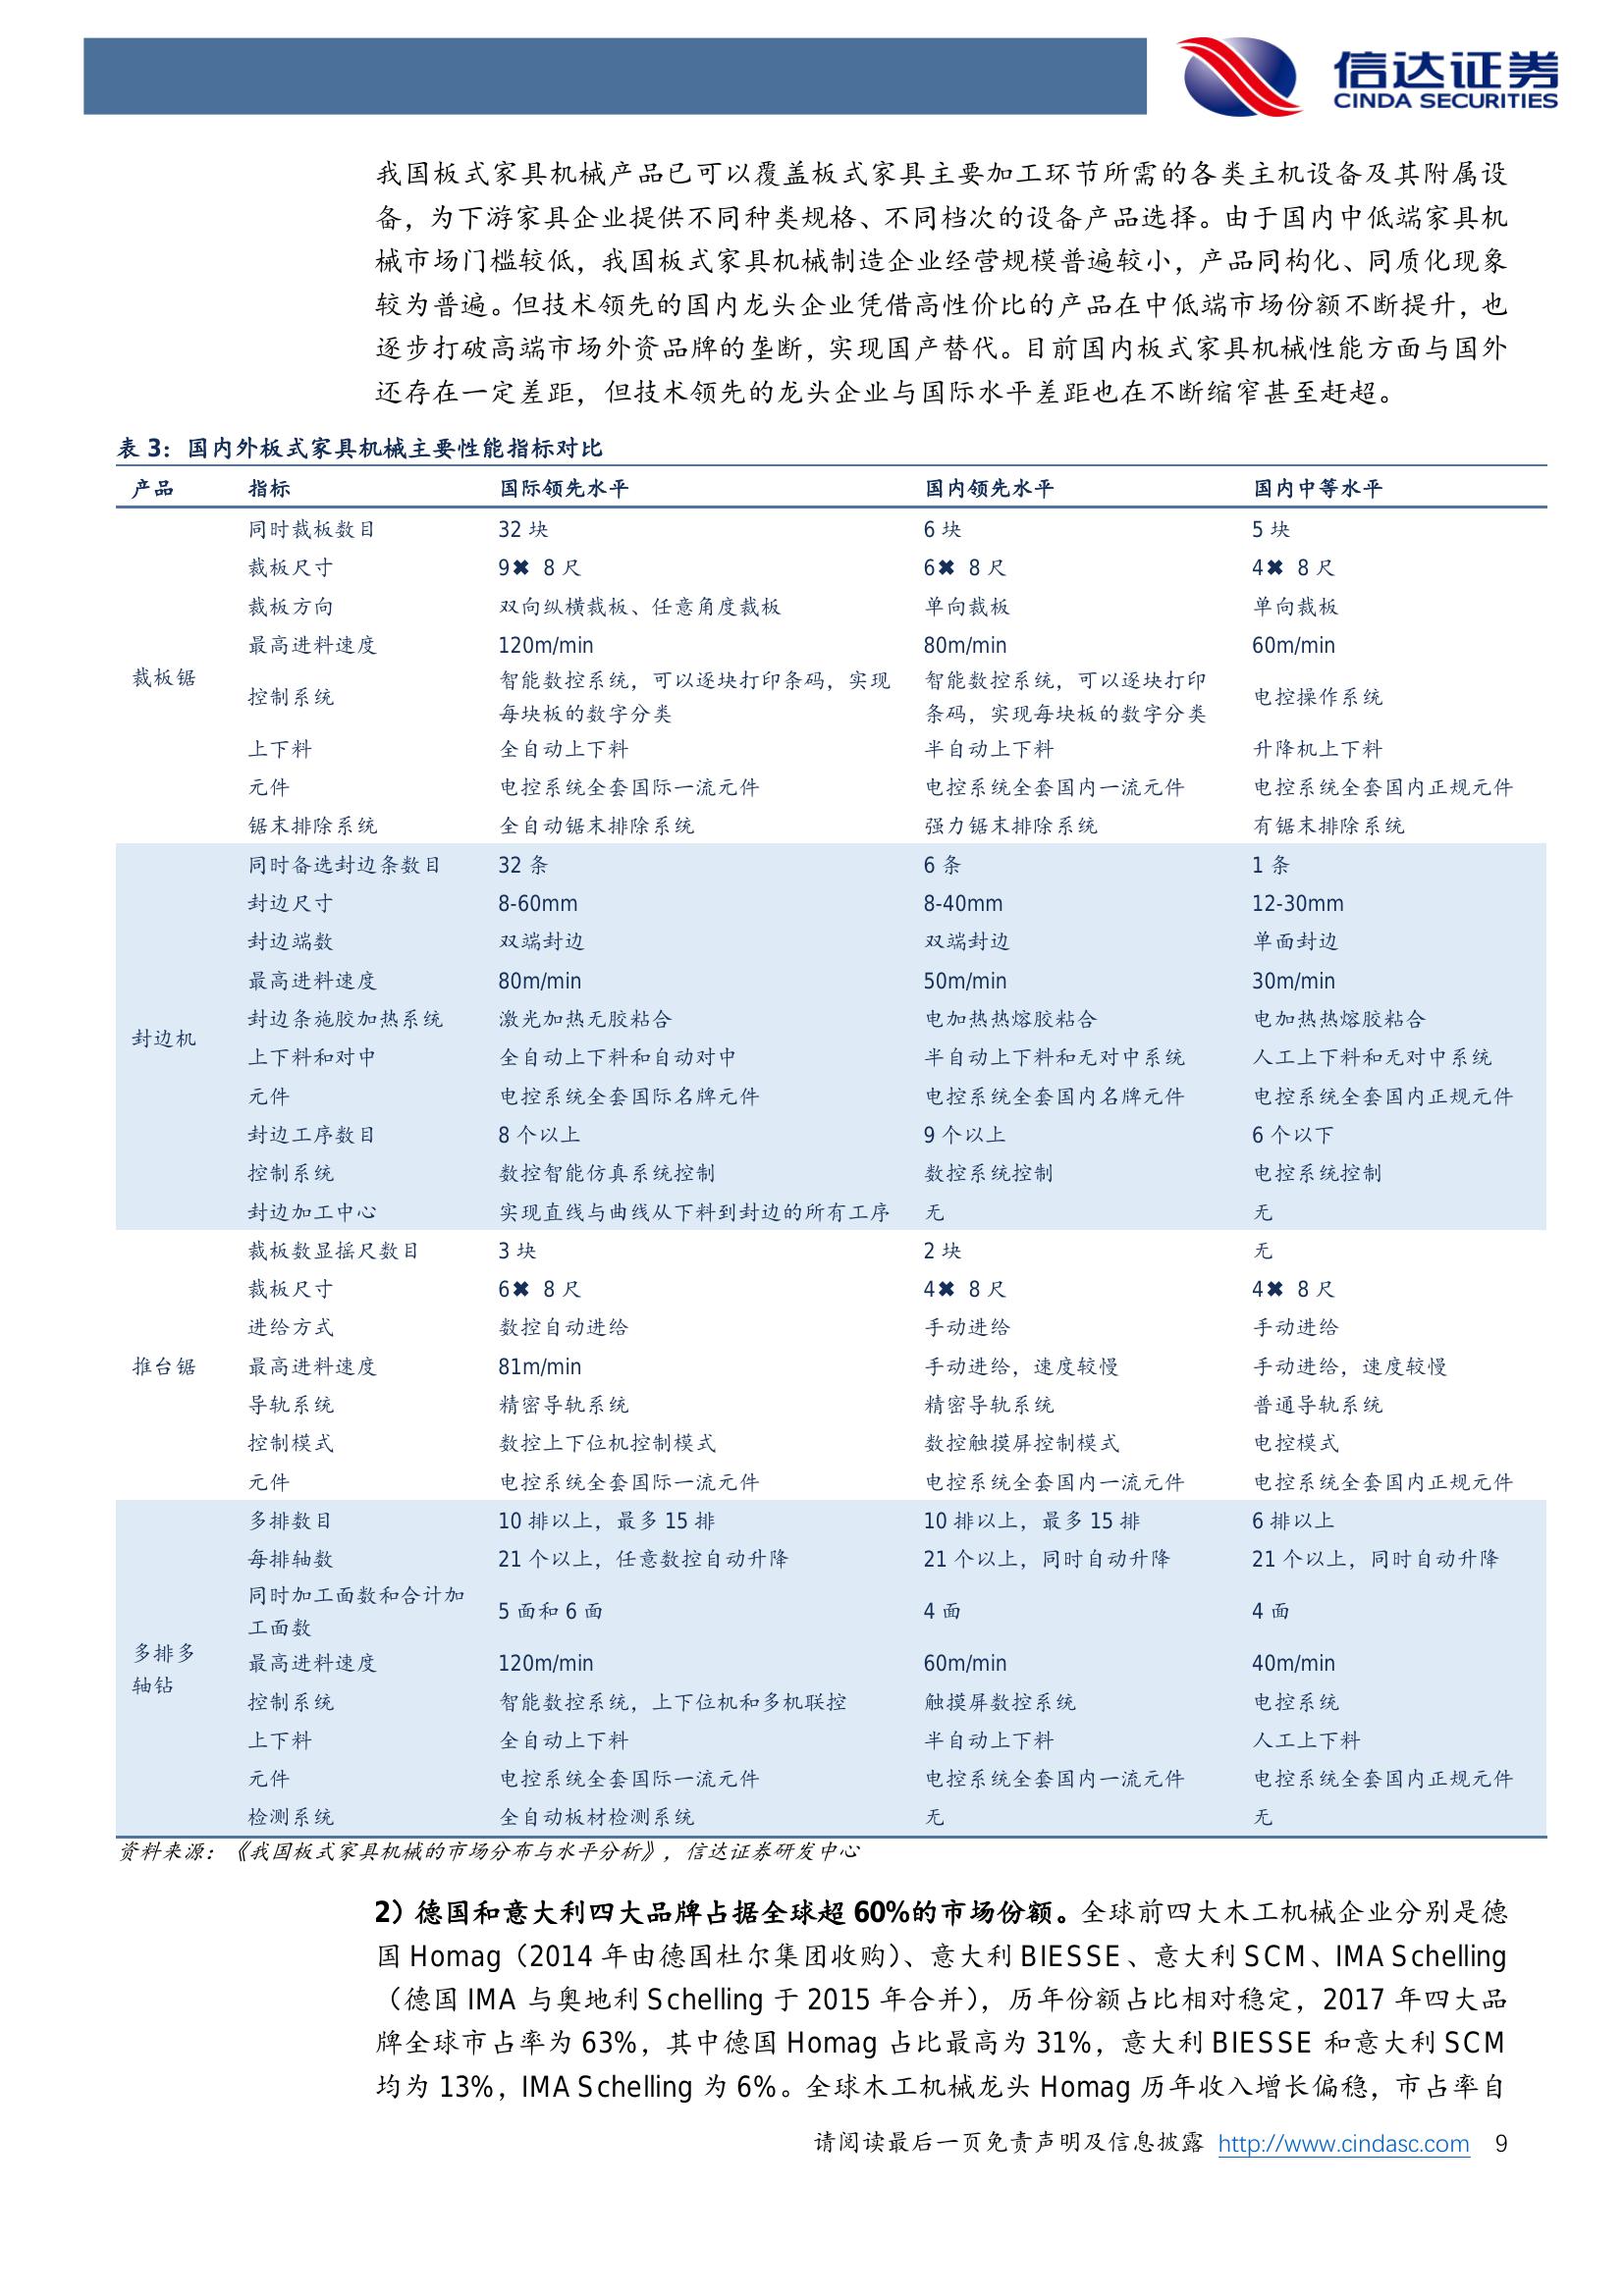 信达证券
CINDA SECURITIES
我国板式家具机械产品已可以覆盖板式家具主要加工环节所需的各类主机设备及其附属设
备，为下游家具企业提供不同种类规格、不同档次的设备产品选择。由于国内中低端家具机
械市场门槛较低，我国板式家具机械制造企业经营规模普遍较小，产品同构化、同质化现象
较为普遍。但技术领先的国内龙头企业凭借高性价比的产品在中低端市场份额不断提升，也
逐步打破高端市场外资品牌的垄断，实现国产替代。目前国内板式家具机械性能方面与国外
还存在一定差距，但技术领先的龙头企业与国际水平差距也在不断缩窄甚至赶超。
表 3：国内外板式家具机械主要性能指标对比
产品 指标 国际领先水平 国内领先水平 国内中等水平
同时裁板数目 32 块 6 块 5 块
裁板尺寸 9✖ 8 尺 6✖ 8 尺 4✖ 8 尺
裁板方向 双向纵横裁板、任意角度裁板 单向裁板 单向裁板
最高进料速度 120m/min 80m/min 60m/min
裁板锯
控制系统 智能数控系统，可以逐块打印条码，实现 智能数控系统，可以逐块打印 电控操作系统
每块板的数字分类 条码，实现每块板的数字分类
上下料 全自动上下料 半自动上下料 升降机上下料
元件 电控系统全套国际一流元件 电控系统全套国内一流元件 电控系统全套国内正规元件
锯末排除系统 全自动锯末排除系统 强力锯末排除系统 有锯末排除系统
同时备选封边条数目 32 条 6 条 1 条
封边尺寸 8-60mm 8-40mm 12-30mm
封边端数 双端封边 双端封边 单面封边
最高进料速度 80m/min 50m/min 30m/min
封边条施胶加热系统 激光加热无胶粘合 电加热热熔胶粘合 电加热热熔胶粘合
封边机
上下料和对中 全自动上下料和自动对中 半自动上下料和无对中系统 人工上下料和无对中系统
元件 电控系统全套国际名牌元件 电控系统全套国内名牌元件 电控系统全套国内正规元件
封边工序数目 8 个以上 9 个以上 6 个以下
控制系统 数控智能仿真系统控制 数控系统控制 电控系统控制
封边加工中心 实现直线与曲线从下料到封边的所有工序 无 无
裁板数显摇尺数目 3 块 2 块 无
裁板尺寸 6✖ 8 尺 4✖ 8 尺 4✖ 8 尺
进给方式 数控自动进给 手动进给 手动进给
推台锯 最高进料速度 81m/min 手动进给，速度较慢 手动进给，速度较慢
导轨系统 精密导轨系统 精密导轨系统 普通导轨系统
控制模式 数控上下位机控制模式 数控触摸屏控制模式 电控模式
元件 电控系统全套国际一流元件 电控系统全套国内一流元件 电控系统全套国内正规元件
多排数目 10 排以上，最多 15 排 10 排以上，最多 15 排 6 排以上
每排轴数 21 个以上，任意数控自动升降 21 个以上，同时自动升降 21 个以上，同时自动升降
同时加工面数和合计加 5 面和 6 面 4 面 4 面
工面数
多排多
轴钻
最高进料速度 120m/min 60m/min 40m/min
控制系统 智能数控系统，上下位机和多机联控 触摸屏数控系统 电控系统
上下料 全自动上下料 半自动上下料 人工上下料
元件 电控系统全套国际一流元件 电控系统全套国内一流元件 电控系统全套国内正规元件
检测系统 全自动板材检测系统 无 无
资料来源：《我国板式家具机械的市场分布与水平分析》，信达证券研发中心
2）德国和意大利四大品牌占据全球超 60%的市场份额。全球前四大木工机械企业分别是德
国 Homag（2014 年由德国杜尔集团收购）、意大利 BIESSE、意大利 SCM、IMA Schelling
（德国 IMA 与奥地利 Schelling 于 2015 年合并），历年份额占比相对稳定，2017 年四大品
牌全球市占率为 63%，其中德国 Homag 占比最高为 31%，意大利 BIESSE 和意大利 SCM
均为 13%，IMA Schelling 为 6%。全球木工机械龙头 Homag 历年收入增长偏稳，市占率自
请阅读最后一页免责声明及信息披露 http://www.cindasc.com 9